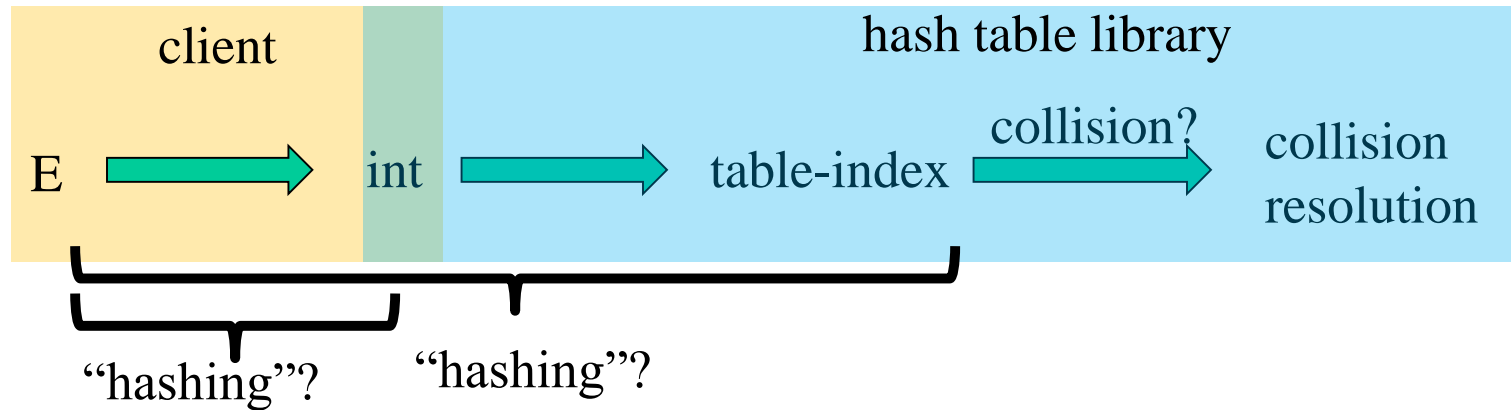 client
hash table library
E
int
table-index
collision?
collision
resolution
“hashing”?
“hashing”?